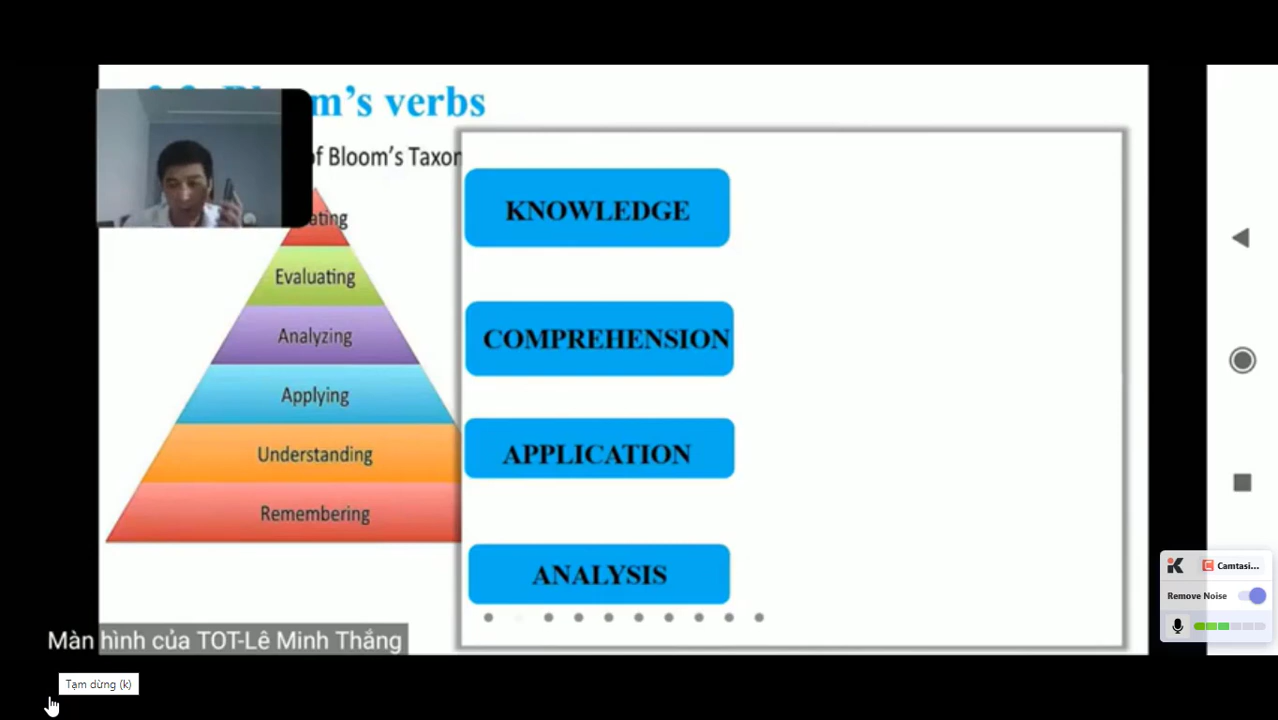 m's verbs
of Bloom's Taxon
ating
Evaluating
Analyzing
Applying
Understanding
Remembering
KNOWLEDGE
COMPREHENSION
APPLICATION
ANALYSIS
Màn hình của TOT-Lê Minh Thắng
Tạm dừng (k)
Camtasi...
Remove Noise